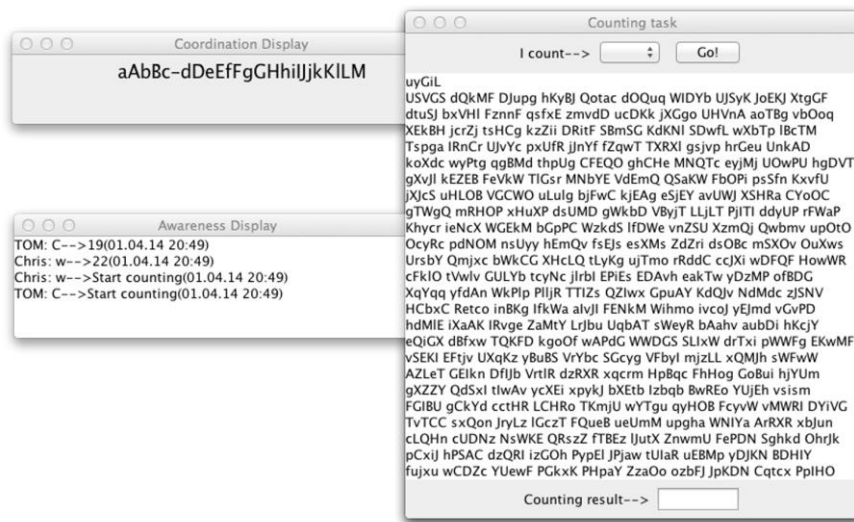 Coordination Display
aAbBc-dDeEfFgGHhiIJjkKlLM
Awareness Display
TOM: C-->19(01.04.14 20:49)
Chris: w-->22(01.04.14 20:49)
Chris: w-->Start counting(01.04.14 20:49)
TOM: C-->Start counting(01.04.14 20:49)
Counting task
I count--> Go!
uyGiL
USVGS dQkMF DJupg hKyBJ Qotac dOQuq WIDYb UJSyK JoEKJ XtgGF
dtuSJ bxVHl FznnF qsfxE zmvdD ucDKk jXGgo UHVnA aoTBg vbOoq
XEkBH jcrZj tsHCg kzZii DRitF SBmSG KdKNl SDwfL wXbTp lBcTM
Tspga IRnCr UJvYc pxUfR jJnYf fZqwT TXRXl gsjvp hrGeu UnkAD
koXdc wyPtg qgBMd thpUg CFEQO ghCHe MNQTc eyjMj UOwPU hgDVT
gXvJl kEZEB FeVkW TlGsr MNbYE VdEmQ QSaKW FbOPi psSfn KxvfU
jXJcS uHLOB VGCWO uLulg bjFwC kjEAg eSjEY avUWJ XSHRa CYoOC
gTWgQ mRHOP xHuXP dsUMD gWkbD VByjT LLjLT PjITI ddyUP rFWaP
Khycr ieNcX WGEkM bGpPC WzkdS lfDWe vnZSU XzmQj Qwbmv upOtO
OcyRc pdNOM nsUyy hEmQv fsEJs esXMs ZdZri dsOBc mSXOv OuXws
UrsbY Qmjxc bWkCG XHcLQ tLyKg ujTmo rRddC ccJXi wDFQF HowWR
cFklO tVwlv GULYb tcyNc jlrbI EPiEs EDAvh eakTw yDzMP ofBDG
XqYqq yfdAn WkPlp PlljR TTIZs QZlwx GpuAY KdQJv NdMdc zJSNV
HCbxC Retco inBKg IfkWa alvJI FENkM Wihmo ivcoJ yEJmd vGvPD
hdMlE iXaAK IRvge ZaMtY LrJbu UqbAT sWeyR bAahv aubDi hKcjY
eQiGX dBfxw TQKFD kgoOf wAPdG WWDGS SLIxW drTxi pWWFg EKwMF
vSEKI EFtjv UXqKz yBuBS VrYbc SGcyg VFbyI mjzLL xQMJh sWFwW
AZLeT GEIkn DfIJb VrtlR dzRXR xqcrm HpBqc FhHog GoBui hjYUm
gXZZY QdSxI tIwAv ycXEi xpykJ bXEtb Izbqb BwREo YUjEh vsism
FGIBU gCkYd cctHR LCHRo TKmjU wYTgu qyHOB FcyvW vMWRI DYiVG
TvTCC sxQon JryLz lGczT FQueB ueUmM upgha WNIYa ArRXR xbJun
cLQHn cUDNz NsWKE QRszZ fTBEz lJutX ZnwmU FePDN Sghkd OhrJk
pCxiJ hPSAC dzQRI izGOh PypEl JPjaw tUIaR uEBMp yDJKN BDHIY
fujxu wCDZc YUewF PGkxK PHpaY ZzaOo ozbFJ JpKDN Cqtcx PpIHO
Counting result-->